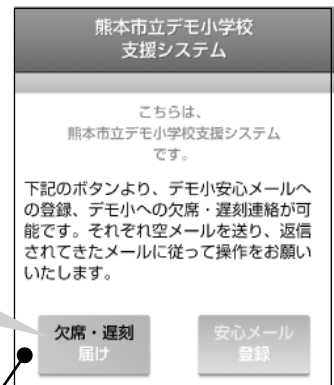 熊本市立デモ小学校
支援システム
こちらは、
熊本市立デモ小学校支援システム
です。
下記のボタンより、デモ小安心メールへ
の登録、デモ小への欠席・遅刻連絡が可
能です。それぞれ空メールを送り、返信
されてきたメールに従って操作をお願い
いたします。
欠席・遅刻
届け
安心メール
登録